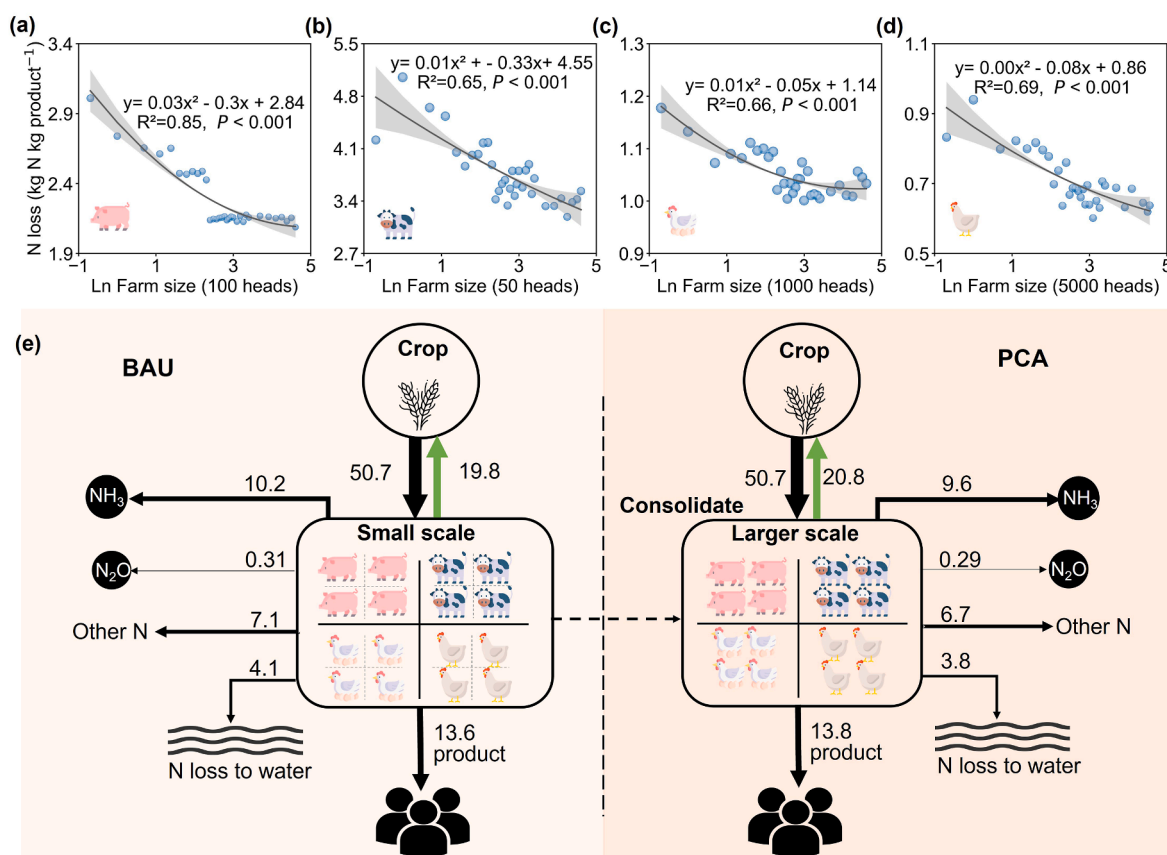 (a)
N loss (kg N kg product⁻¹)
3.4
2.9
2.4
1.9
y= 0.03x² - 0.3x + 2.84
R²=0.85, P < 0.001
−1 1 3 5
Ln Farm size (100 heads)
(b)
5.5
4.8
4.1
3.4
2.7
y= 0.01x² + - 0.33x + 4.55
R²=0.65, P < 0.001
−1 1 3 5
Ln Farm size (50 heads)
(c)
1.3
1.2
1.1
1.0
0.9
y= 0.01x² - 0.05x + 1.14
R²=0.66, P < 0.001
−1 1 3 5
Ln Farm size (1000 heads)
(d)
1.1
0.9
0.7
0.5
y= 0.00x² - 0.08x + 0.86
R²=0.69, P < 0.001
−1 1 3 5
Ln Farm size (5000 heads)
(e)
BAU
Crop
50.7
19.8
NH₃
10.2
Small scale
N₂O
0.31
Other N
7.1
4.1
N loss to water
13.6
product
Consolidate
PCA
Crop
50.7
20.8
9.6
NH₃
Larger scale
0.29
N₂O
6.7
Other N
3.8
N loss to water
13.8
product